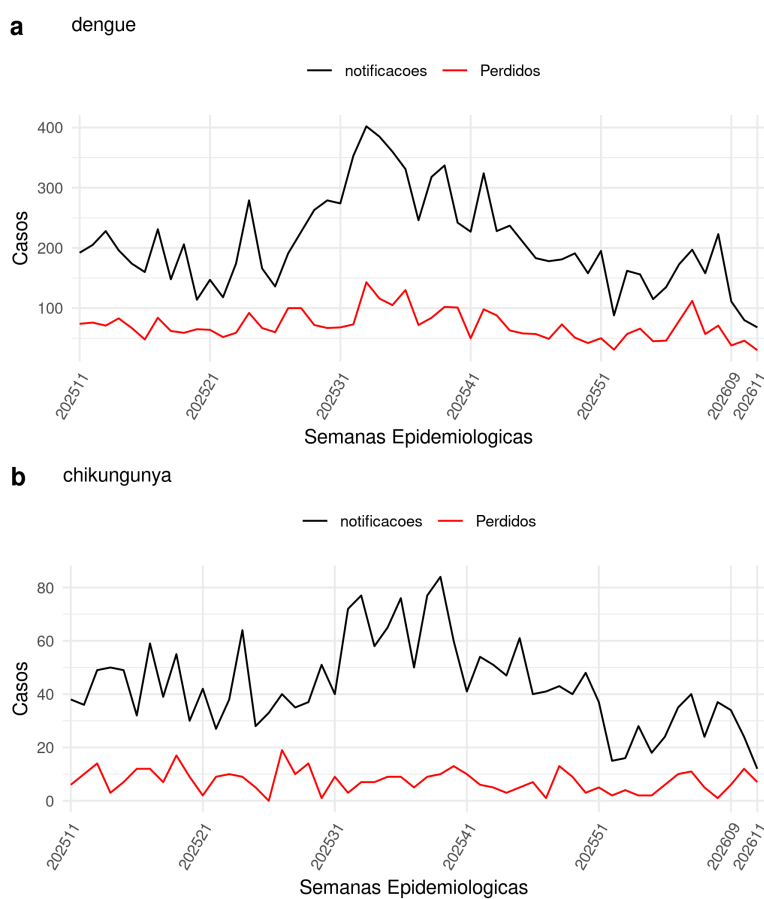 a dengue
notificacoes Perdidos
400
300
200
100
Casos
202511 202521 202531 202541 202551 202609 202611
Semanas Epidemiologicas
b chikungunya
notificacoes Perdidos
80
60
40
20
0
Casos
202511 202521 202531 202541 202551 202609 202611
Semanas Epidemiologicas